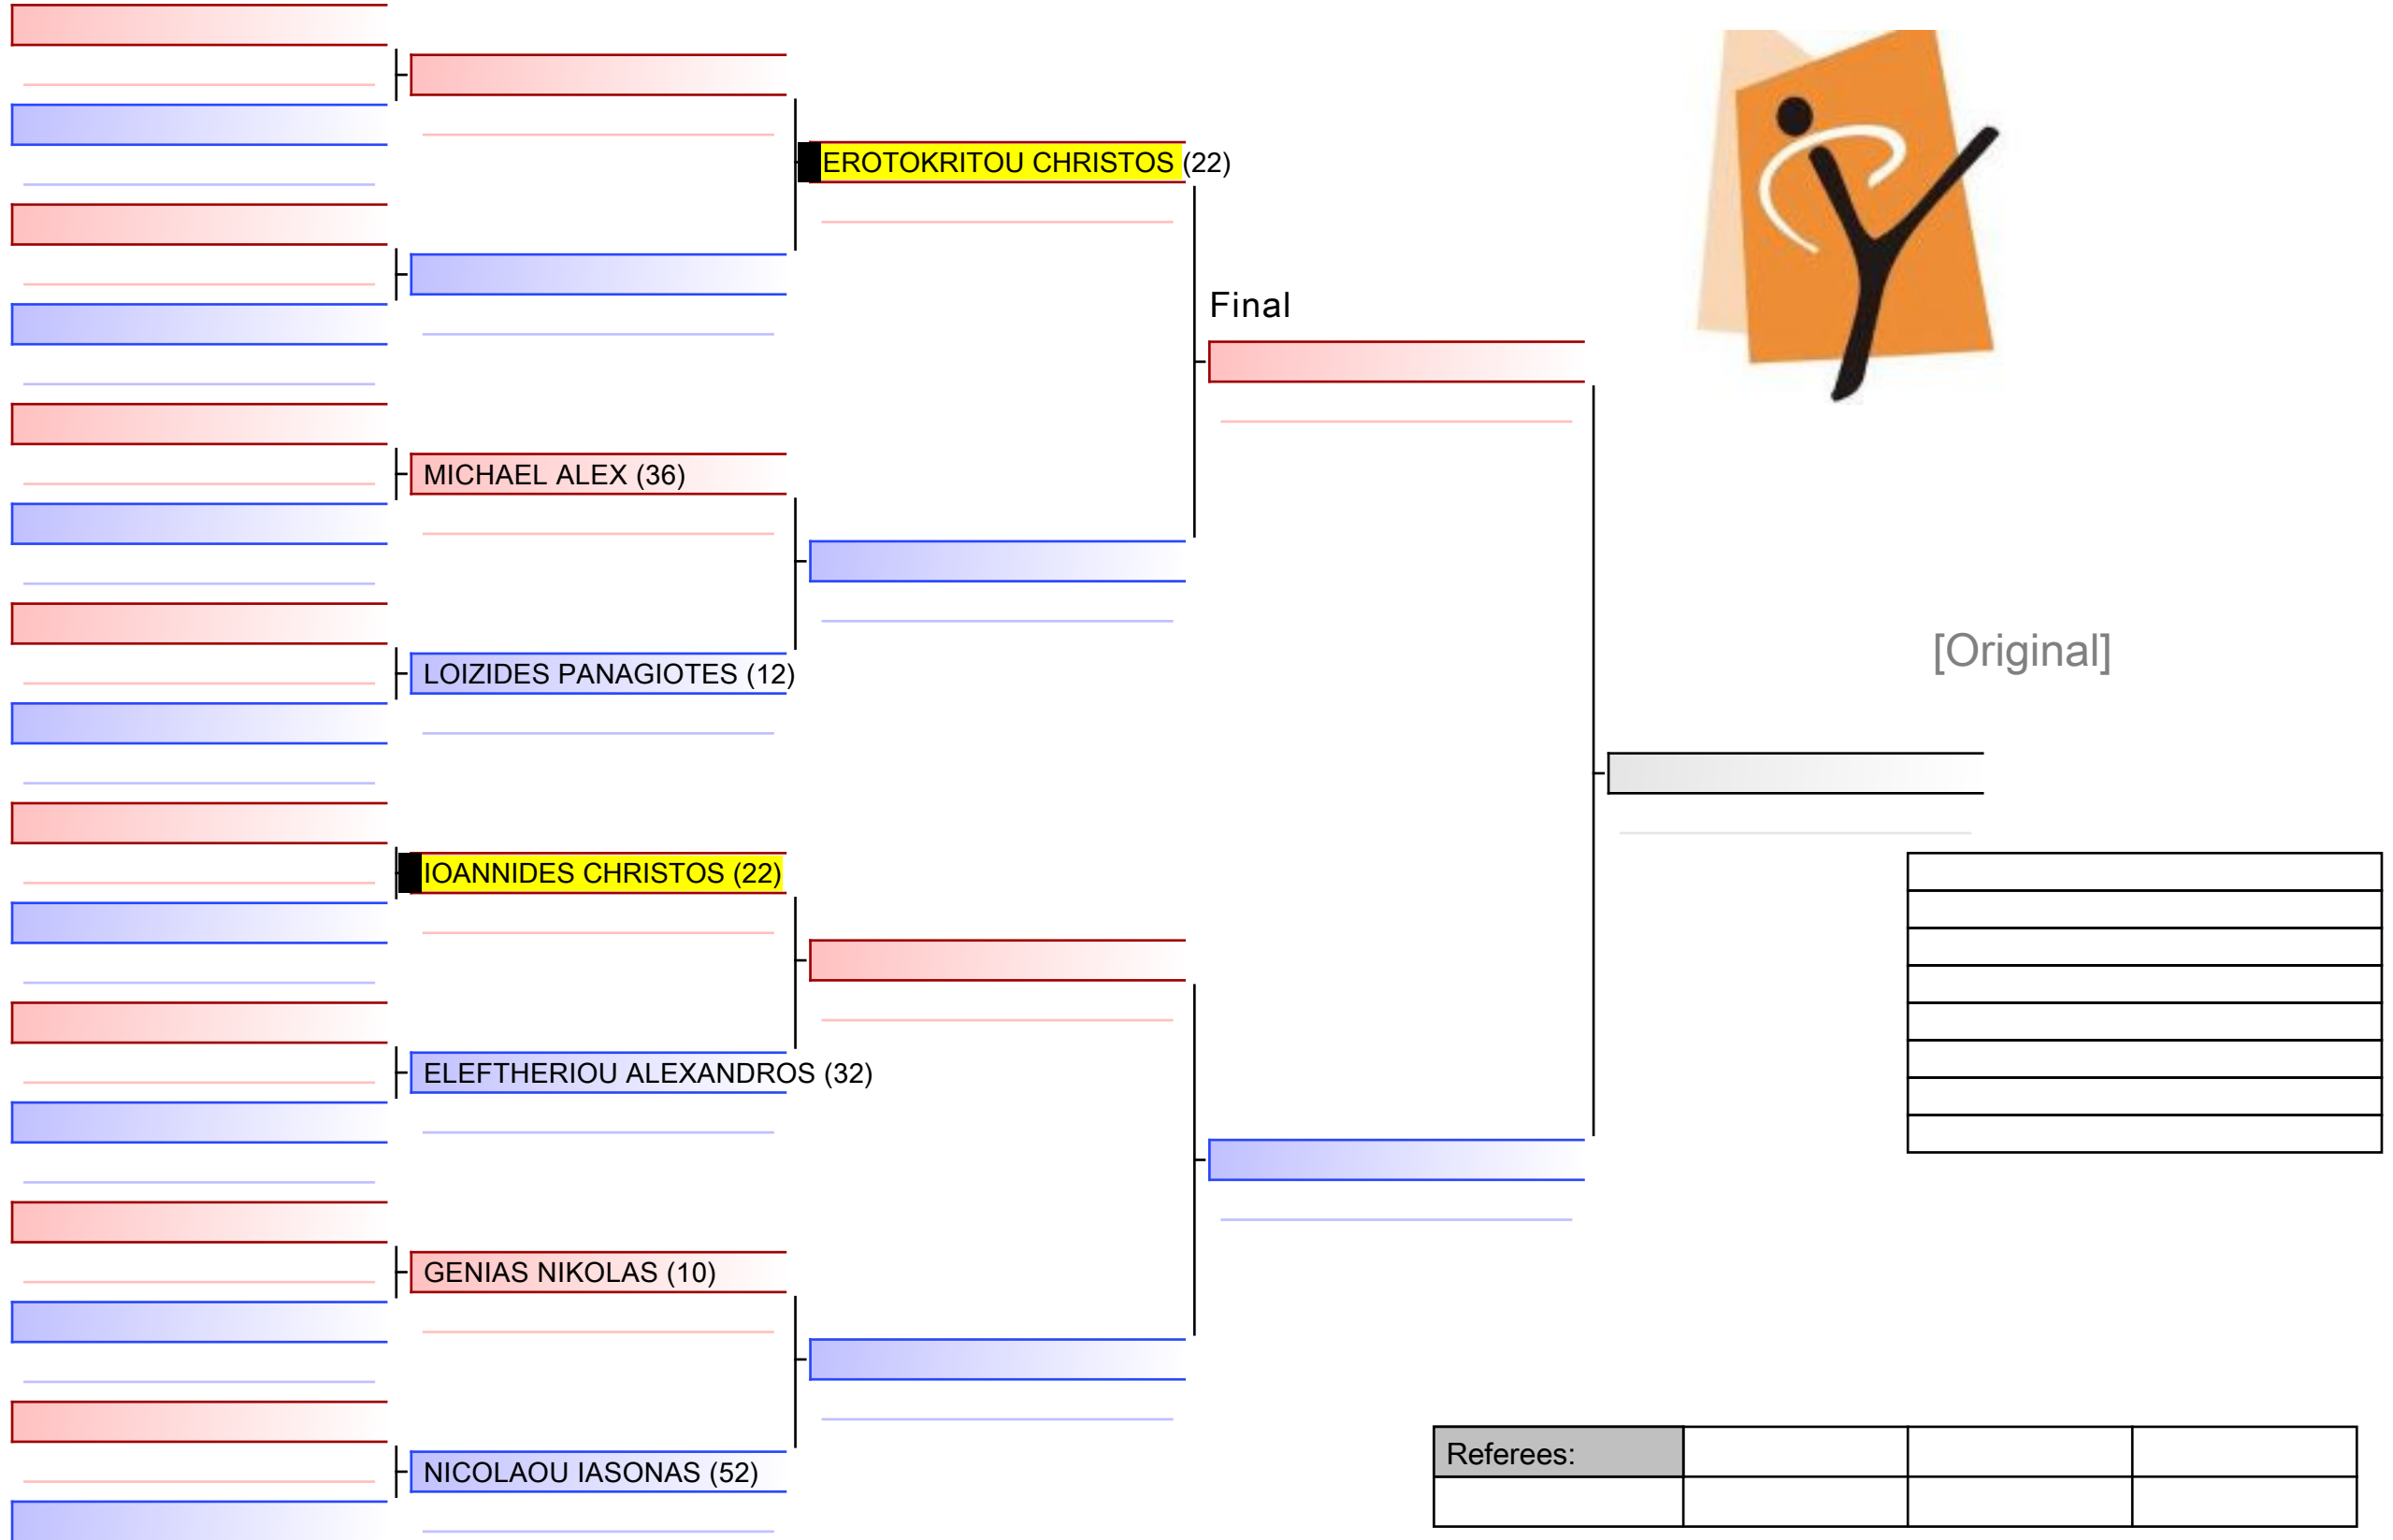 EROTOKRITOU CHRISTOS (22)
Final
MICHAEL ALEX (36)
[Original]
LOIZIDES PANAGIOTES (12)
IOANNIDES CHRISTOS (22)
ELEFTHERIOU ALEXANDROS (32)
GENIAS NIKOLAS (10)
Referees:
NICOLAOU IASONAS (52)